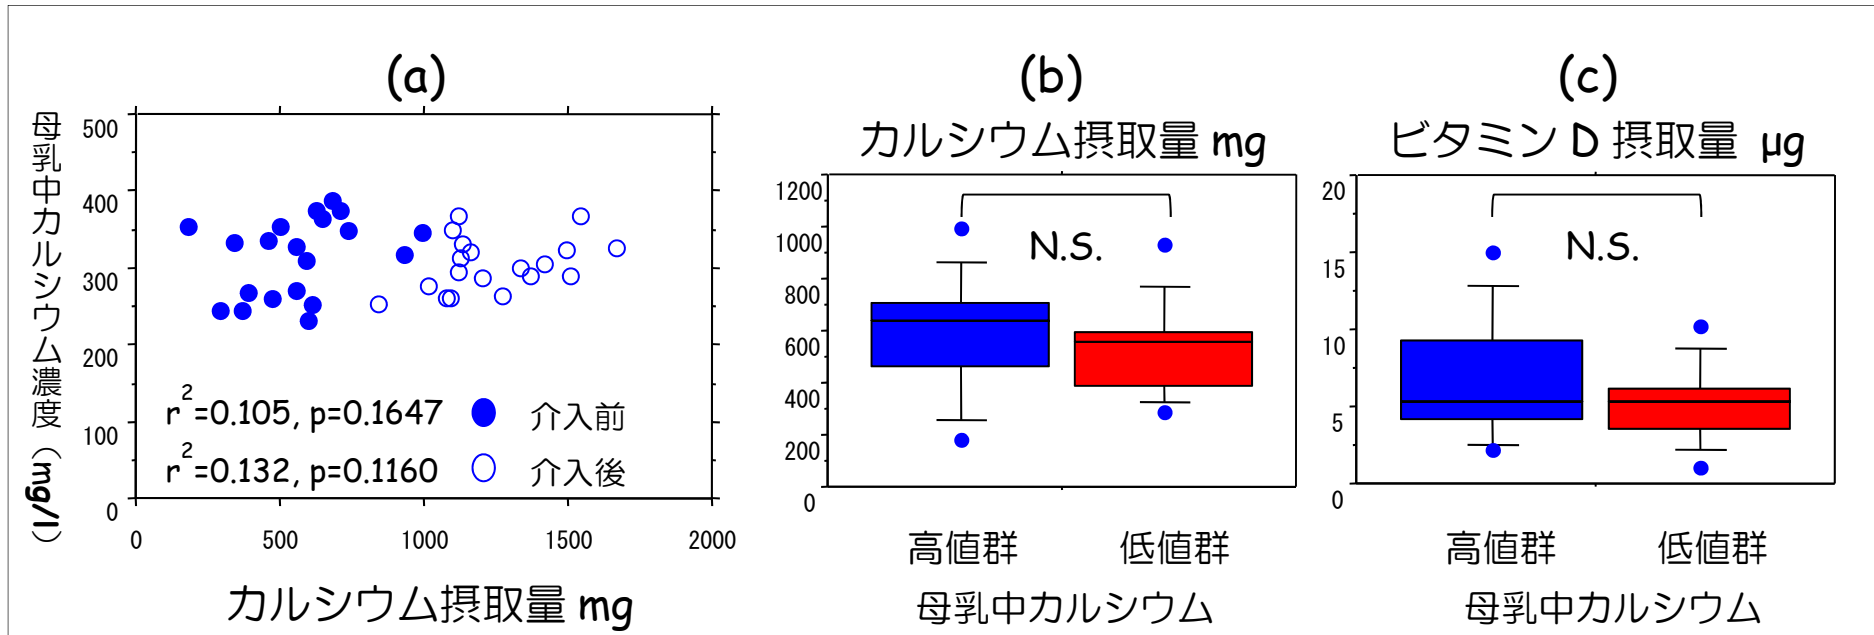 (a)
母乳中カルシウム濃度（mg/l）
500
400
300
200
100
0
r²=0.105, p=0.1647 介入前
r²=0.132, p=0.1160 介入後
0 500 1000 1500 2000
カルシウム摂取量 mg
(b)
カルシウム摂取量 mg
1200
1000
800
600
400
200
0
N.S.
高値群 低値群
母乳中カルシウム
(c)
ビタミン D 摂取量 µg
20
15
10
5
0
N.S.
高値群 低値群
母乳中カルシウム